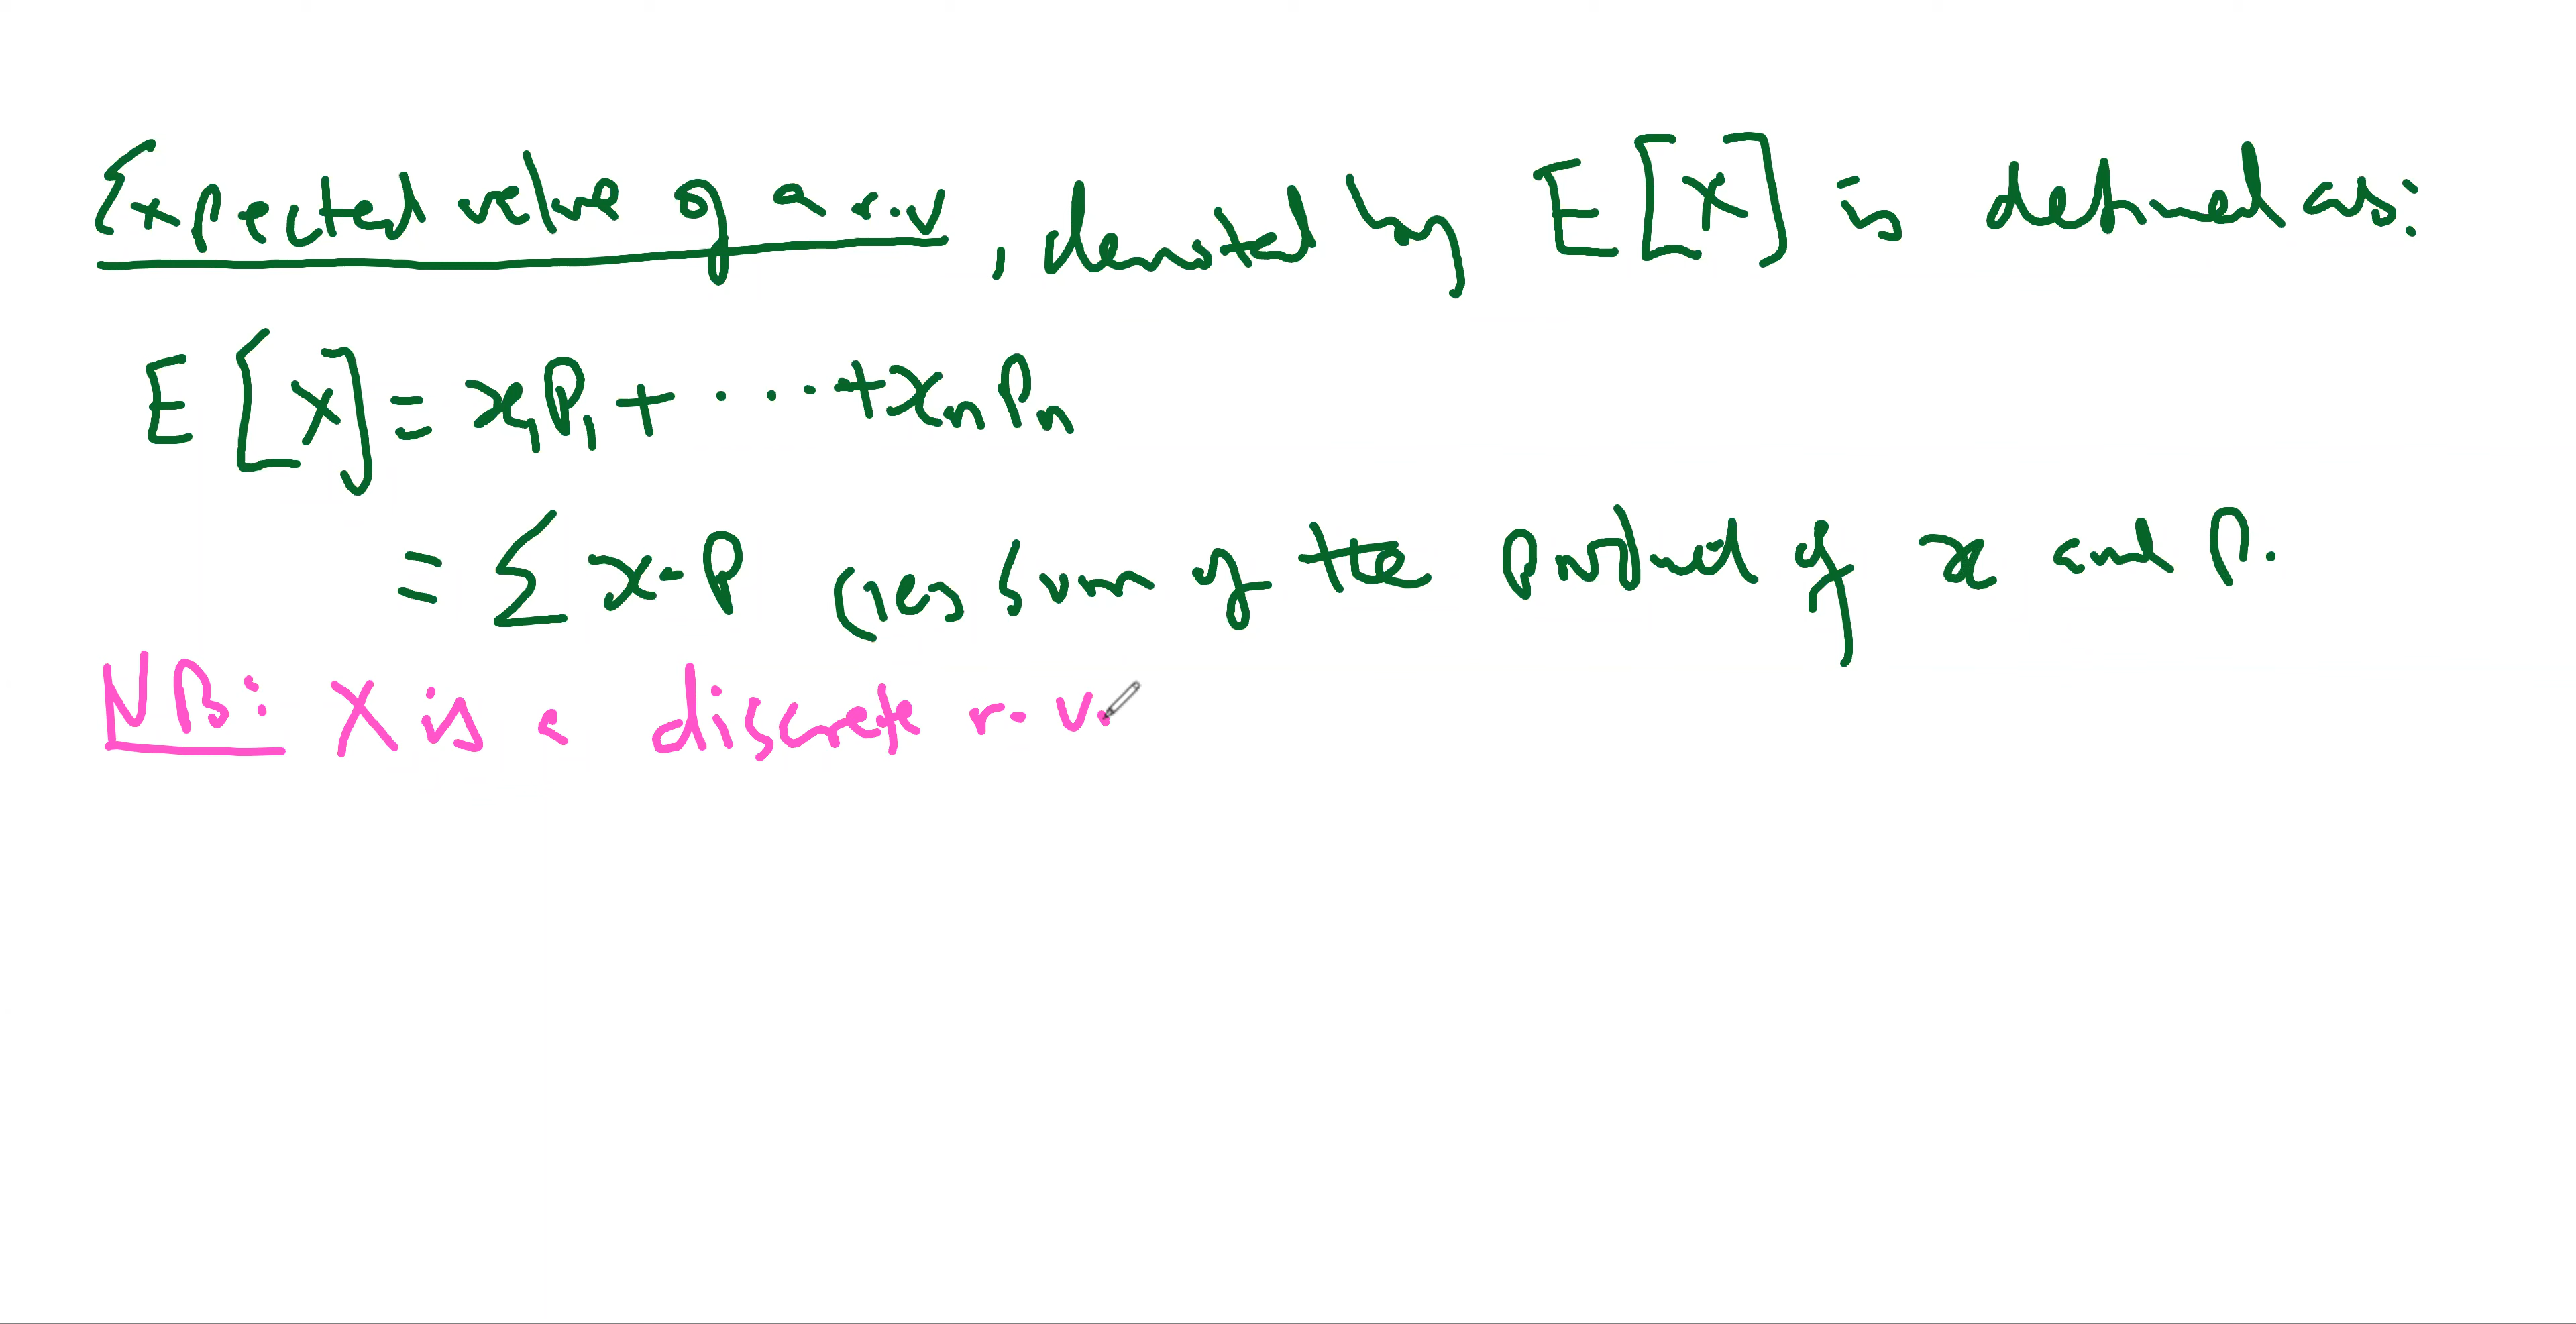 Expected value of a r.v, denoted by E[X] is defined as:
E[X] = x₁P₁ + .... + xₙPₙ
= Σ x·P (read sum of the product of x and P.
NB: X is a discrete r.v.